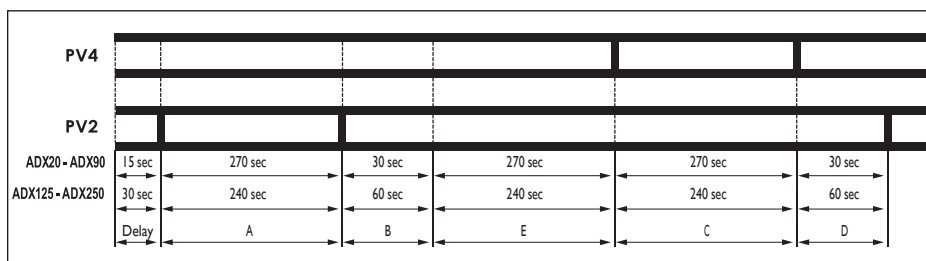 PV4
PV2
ADX20 - ADX90 15 sec 270 sec 30 sec 270 sec 270 sec 30 sec
ADX125 - ADX250 30 sec 240 sec 60 sec 240 sec 240 sec 60 sec
Delay A B E C D